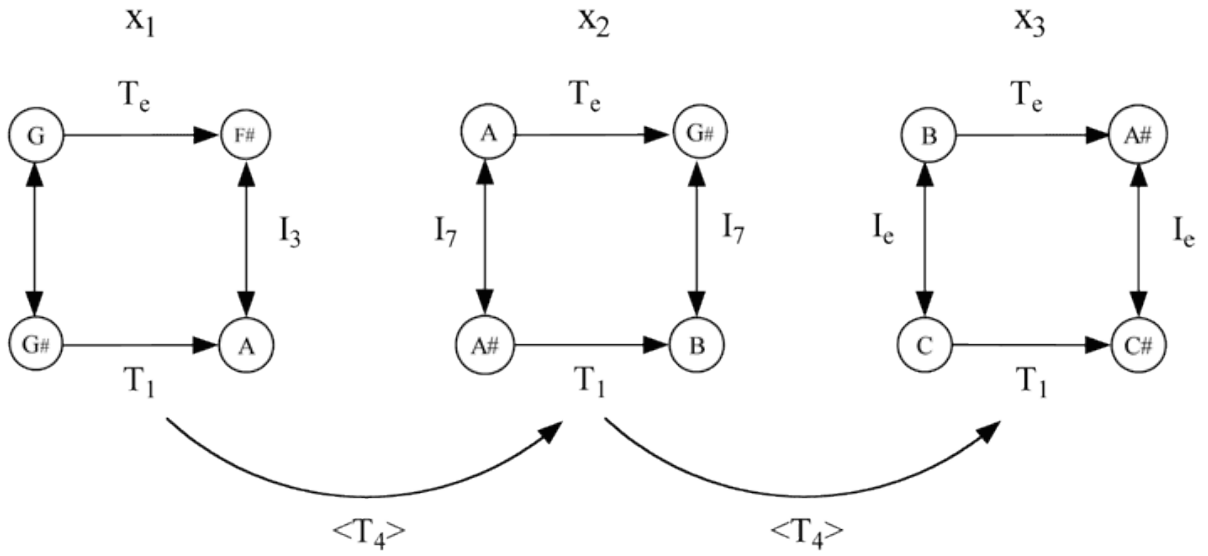 x1 x2 x3
Te Te Te
G F# A G# B A#
I3 I7 I7 Ie Ie
G# A A# B C C#
T1 T1 T1
<T4> <T4>